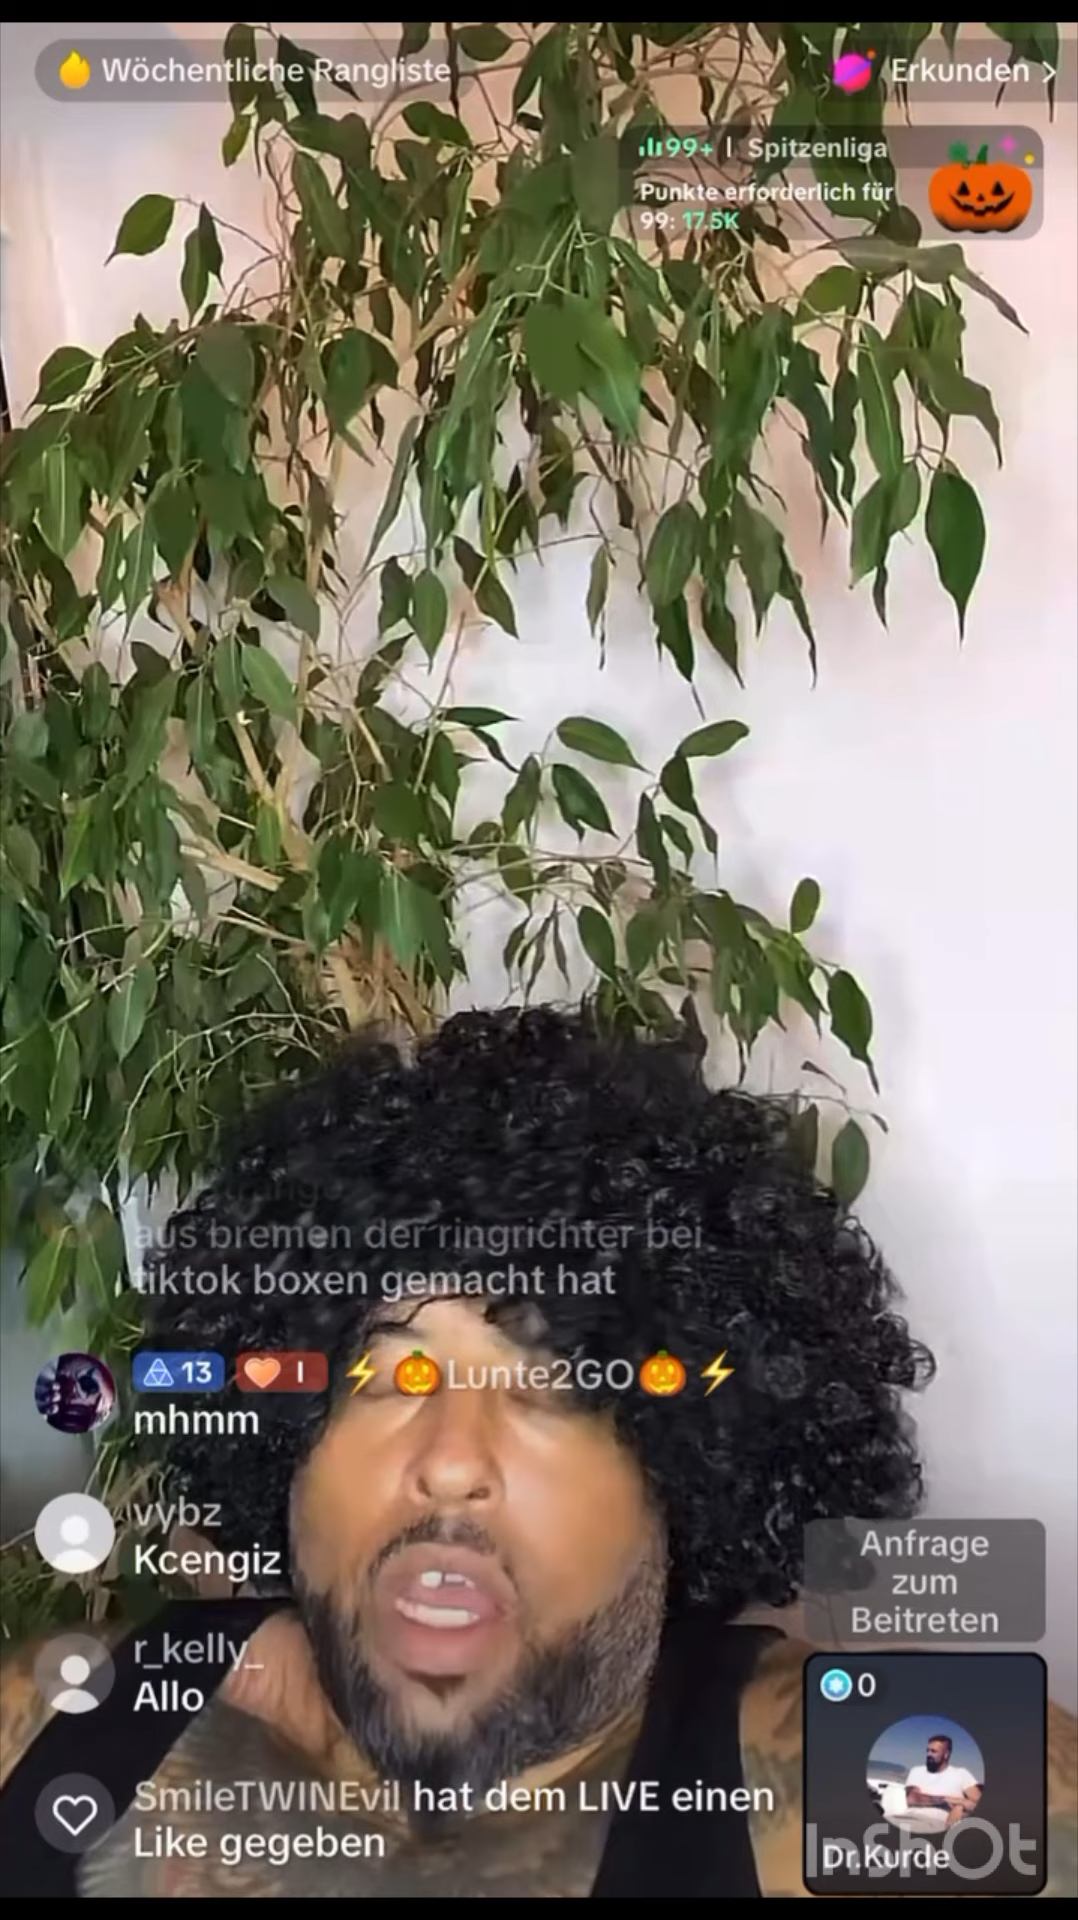 Wöchentliche Rangliste
Erkunden >
99+ | Spitzenliga
Punkte erforderlich für
99: 17.5K
aus bremen der ringrichter bei
tiktok boxen gemacht hat
13 I Lunte2GO
mhmm
vybz
Kcengiz
r_kelly_
Allo
SmileTWINEvil hat dem LIVE einen
Like gegeben
Anfrage
zum
Beitreten
0
Dr.Kurde
InShOt